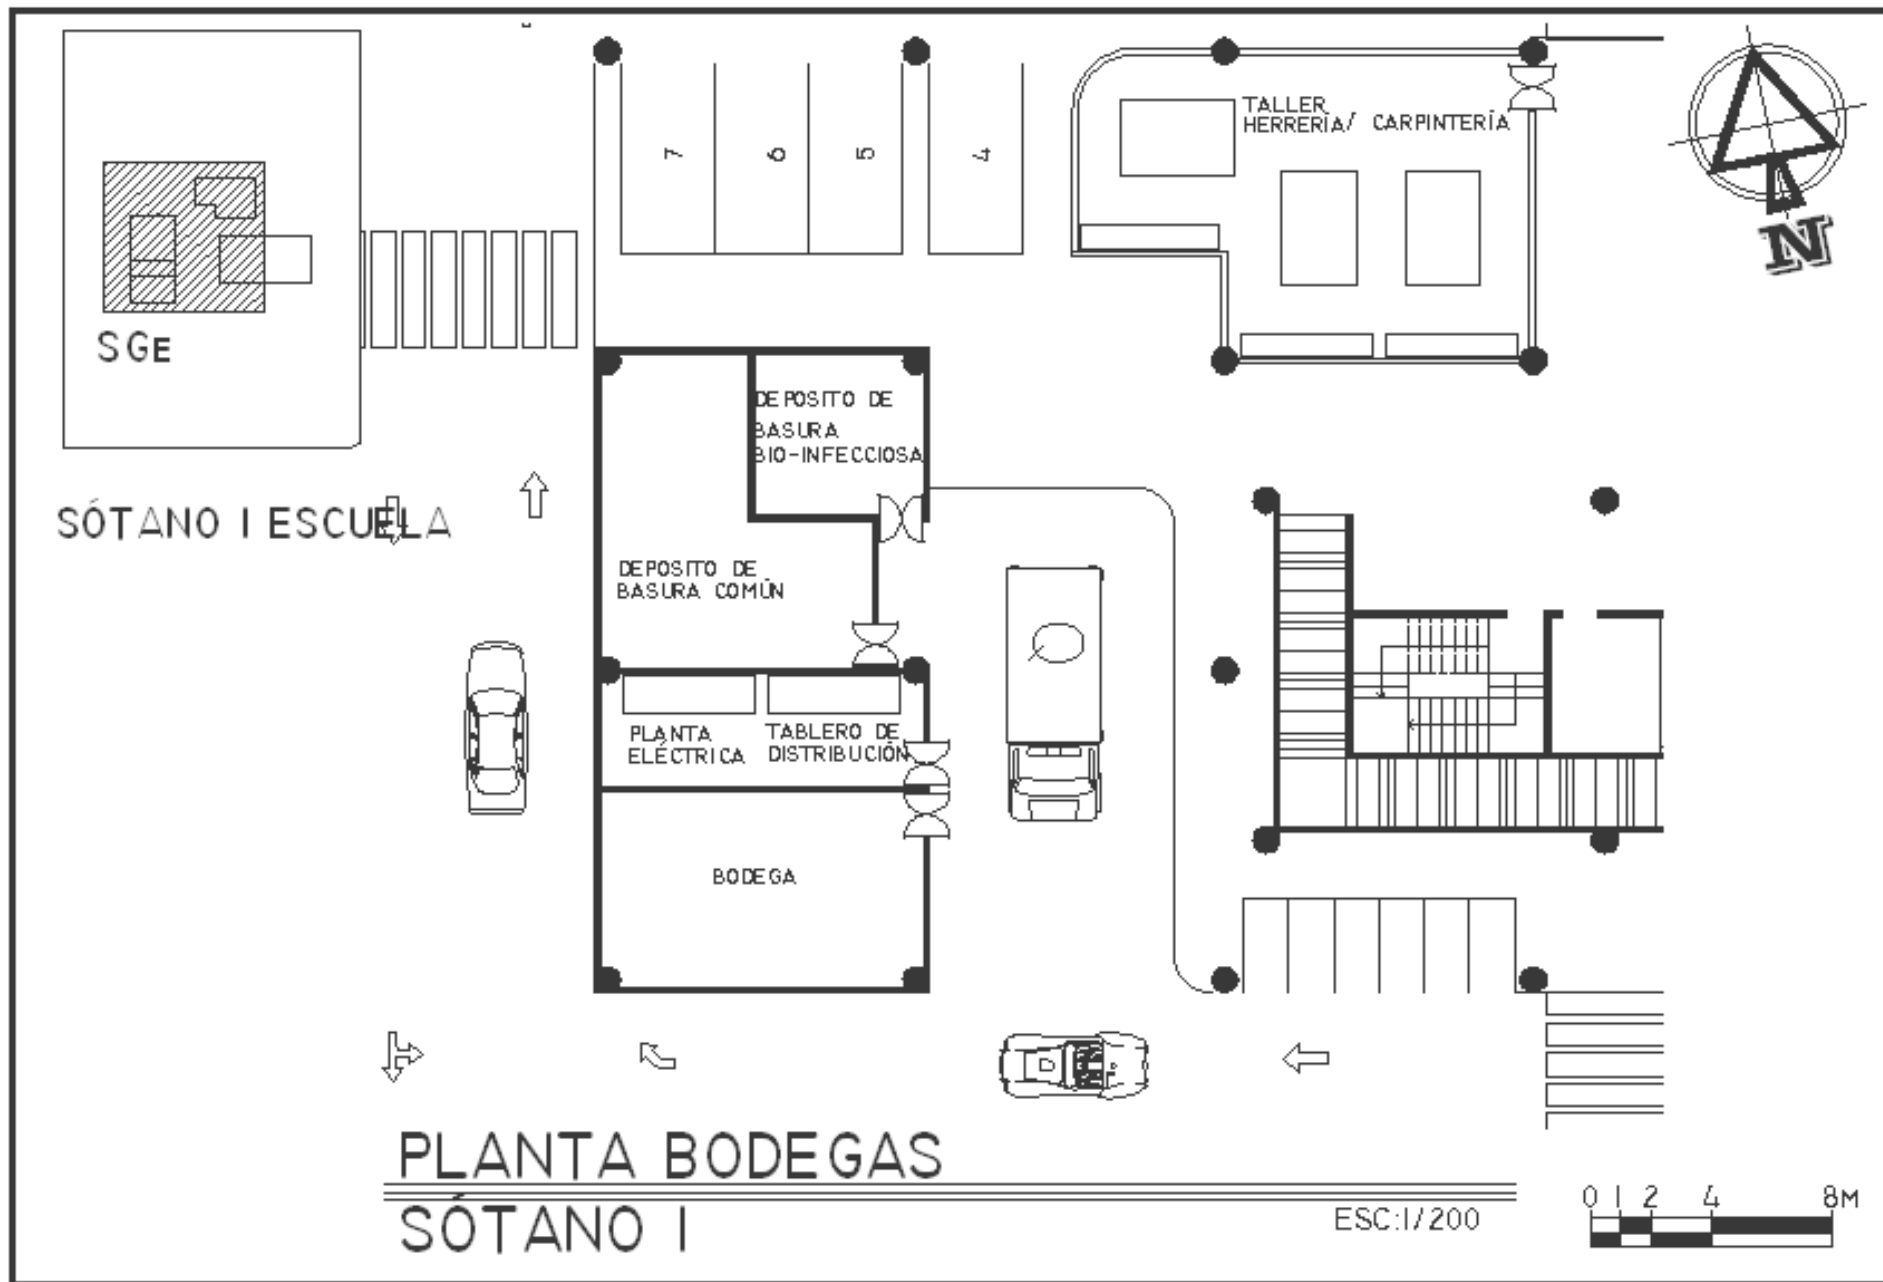 7
6
5
4
TALLER
HERRERÍA/ CARPINTERÍA
N
SGE
DEPOSITO DE
BASURA
BIO-INFECCIOSA
SÓTANO I ESCUELA
DEPOSITO DE
BASURA COMÚN
PLANTA
ELÉCTRICA
TABLERO DE
DISTRIBUCIÓN
BODEGA
PLANTA BODEGAS
SÓTANO I
ESC:1/200
0 1 2 4 8M